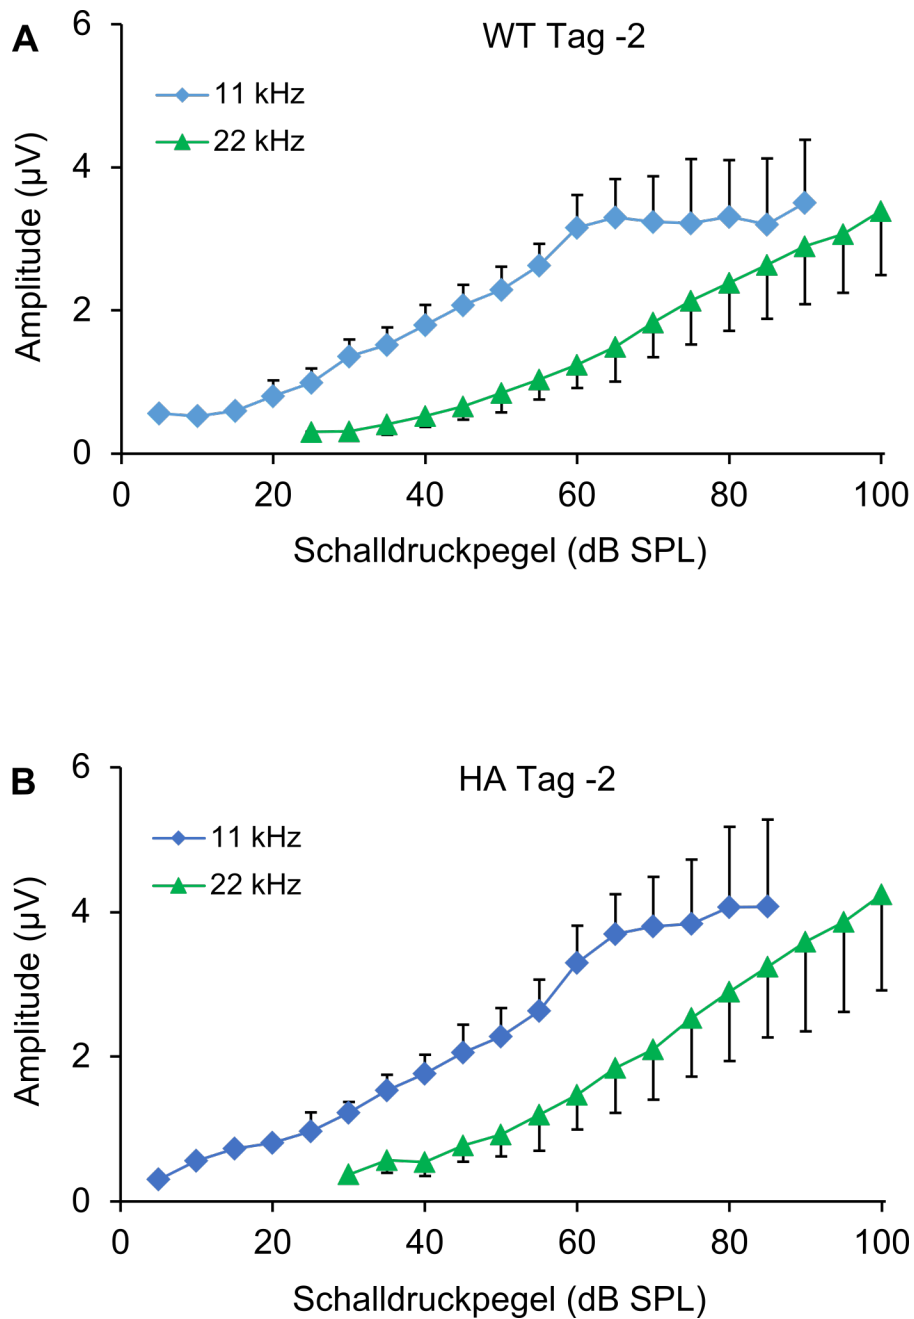 A
WT Tag -2
11 kHz
22 kHz
Amplitude (µV)
6
4
2
0
0 20 40 60 80 100
Schalldruckpegel (dB SPL)
B
HA Tag -2
11 kHz
22 kHz
Amplitude (µV)
6
4
2
0
0 20 40 60 80 100
Schalldruckpegel (dB SPL)